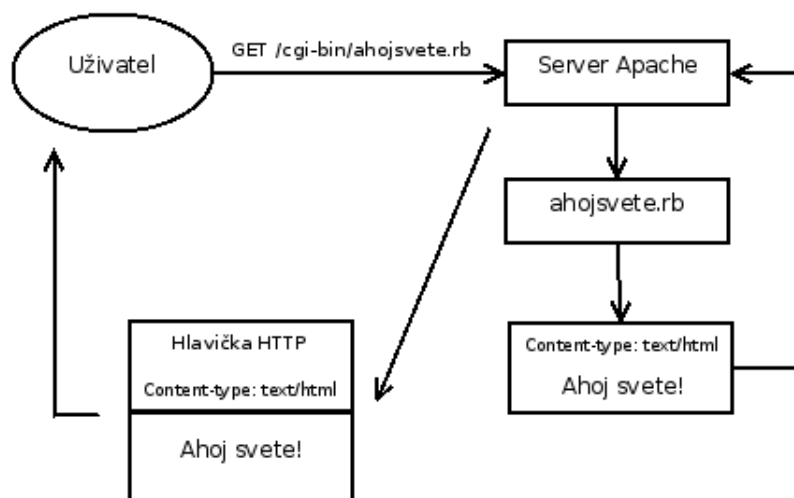 Uživatel
GET /cgi-bin/ahojsvete.rb
Server Apache
ahojsvete.rb
Content-type: text/html
Ahoj svete!
Hlavička HTTP
Content-type: text/html
Ahoj svete!